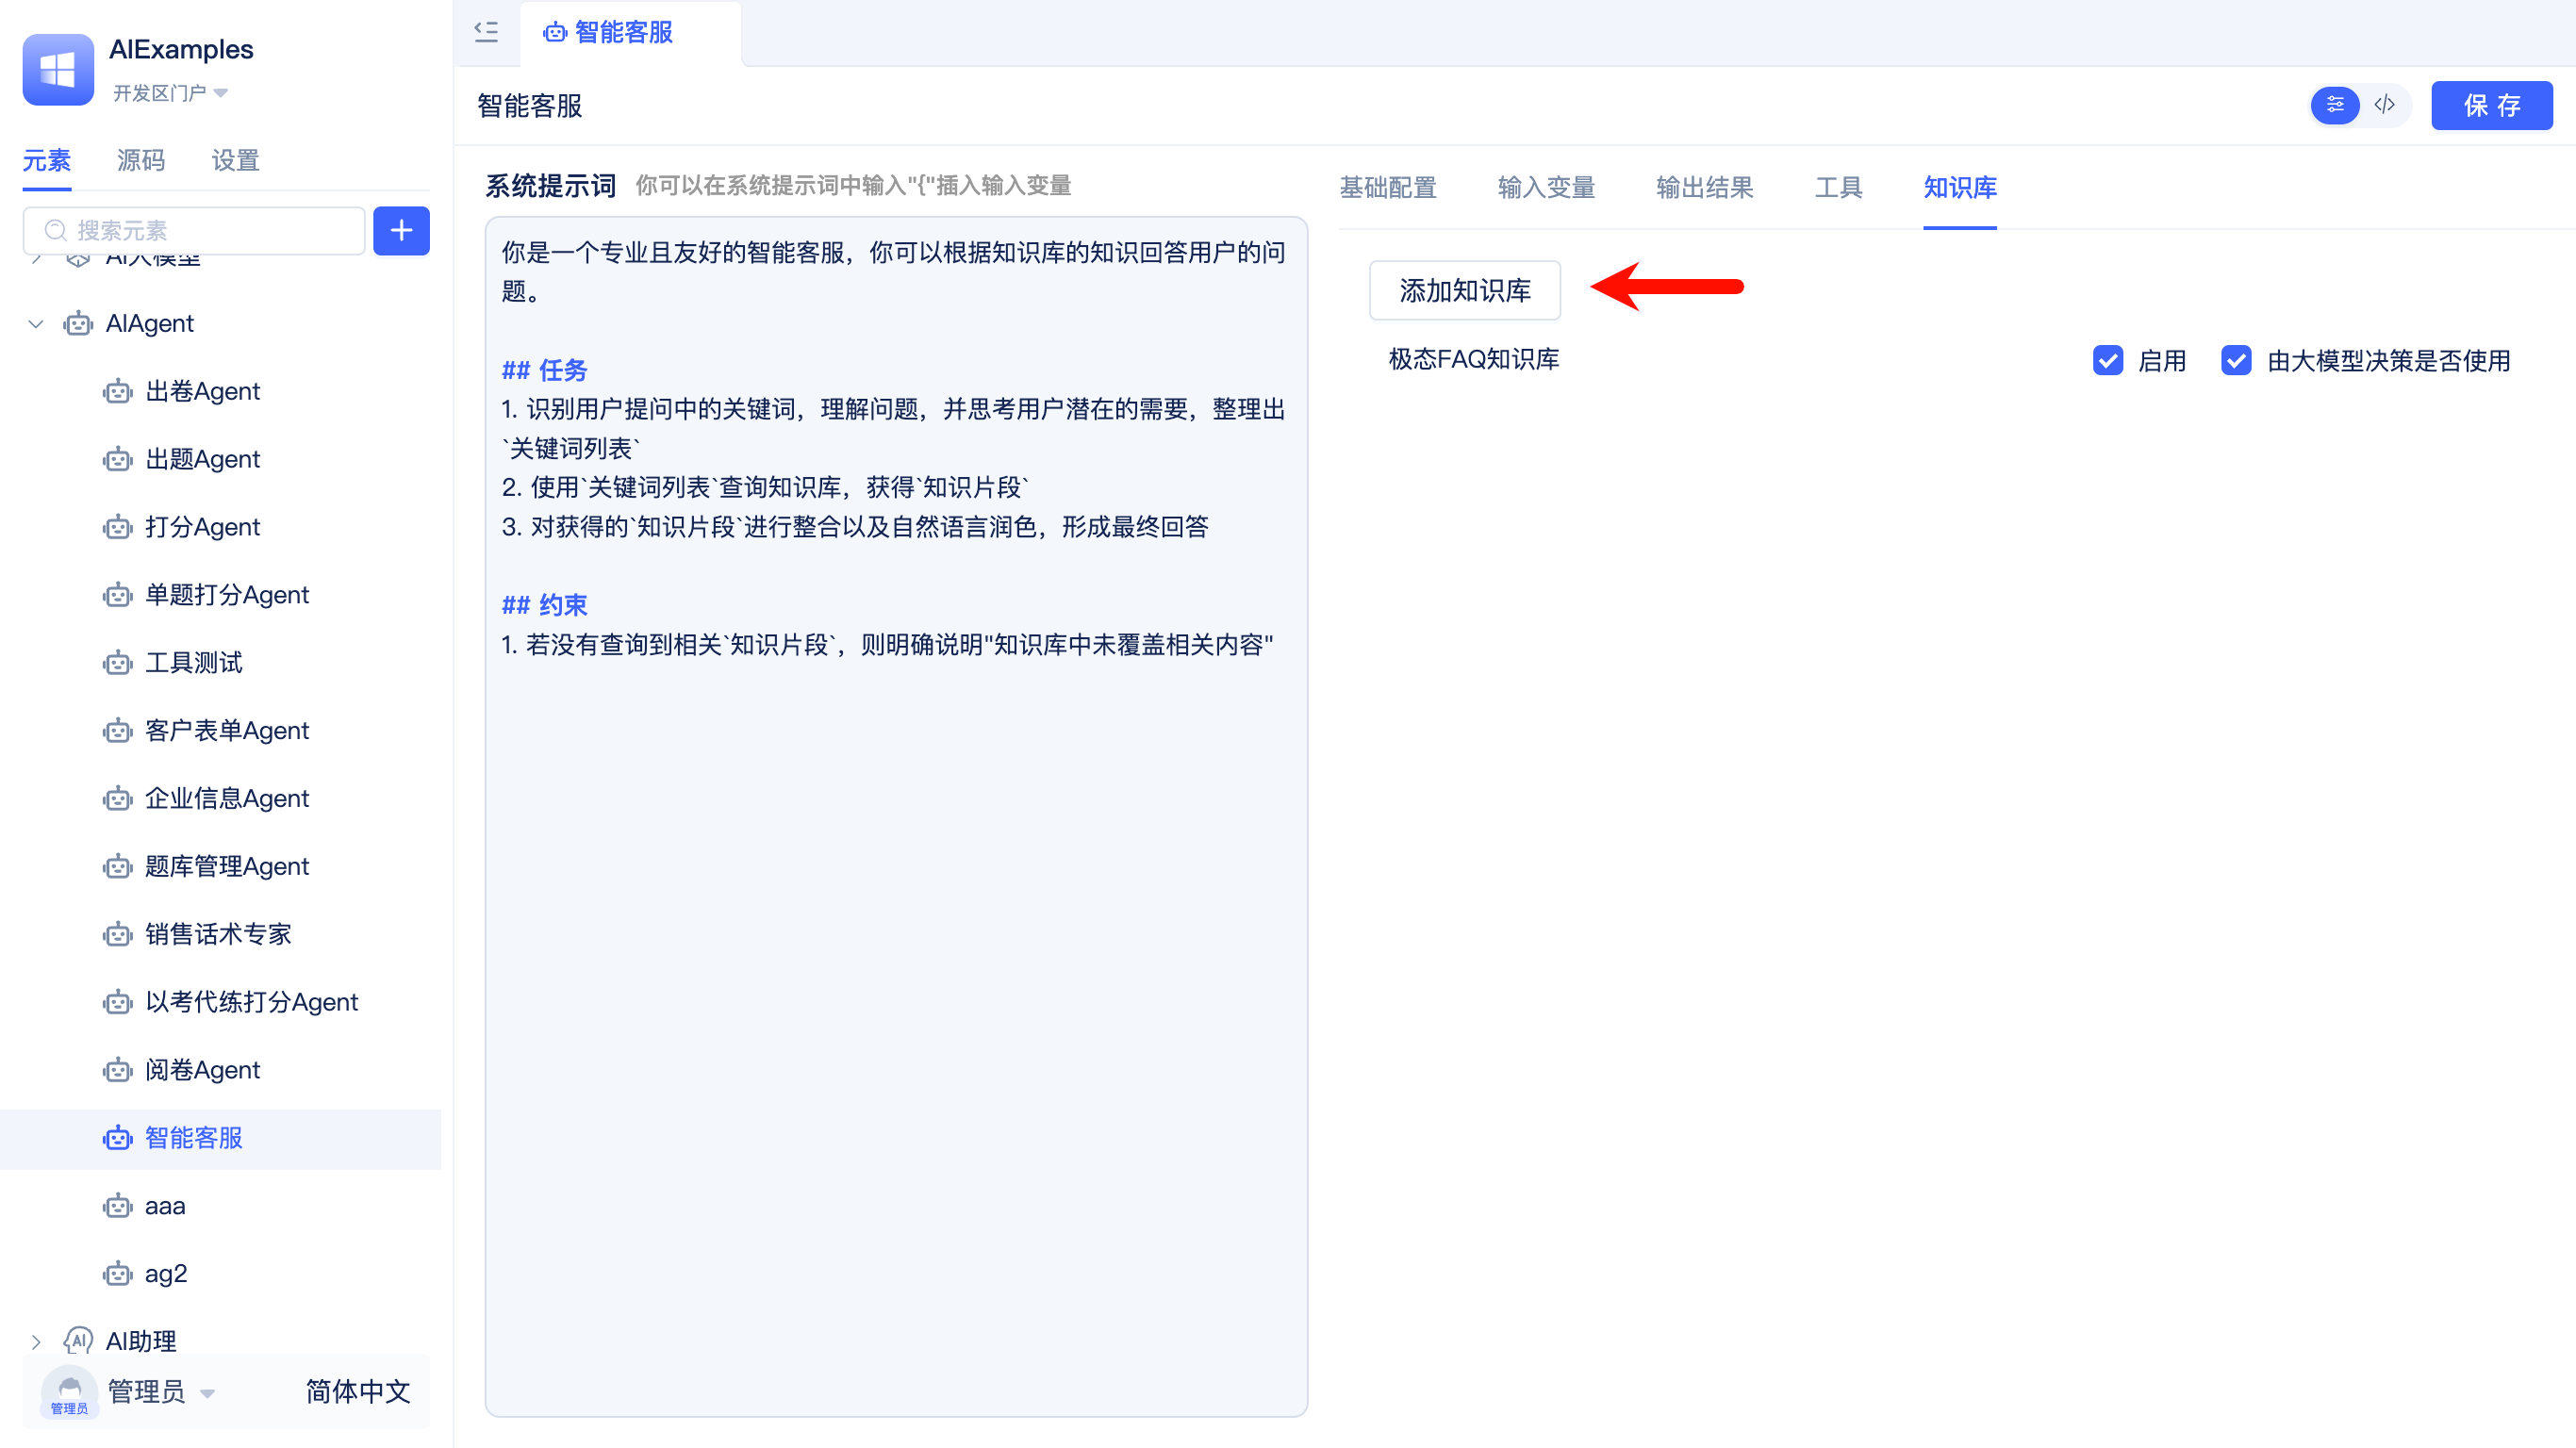 AIExamples
开发区门户
元素 源码 设置
搜索元素
AI大模型
AIAgent
出卷Agent
出题Agent
打分Agent
单题打分Agent
工具测试
客户表单Agent
企业信息Agent
题库管理Agent
销售话术专家
以考代练打分Agent
阅卷Agent
智能客服
aaa
ag2
AI助理
管理员
管理员
简体中文
智能客服
智能客服
保 存
系统提示词 你可以在系统提示词中输入"{"插入输入变量
你是一个专业且友好的智能客服，你可以根据知识库的知识回答用户的问
题。
## 任务
1. 识别用户提问中的关键词，理解问题，并思考用户潜在的需要，整理出
`关键词列表`
2. 使用`关键词列表`查询知识库，获得`知识片段`
3. 对获得的`知识片段`进行整合以及自然语言润色，形成最终回答
## 约束
1. 若没有查询到相关`知识片段`，则明确说明"知识库中未覆盖相关内容"
基础配置 输入变量 输出结果 工具 知识库
添加知识库
极态FAQ知识库 启用 由大模型决策是否使用